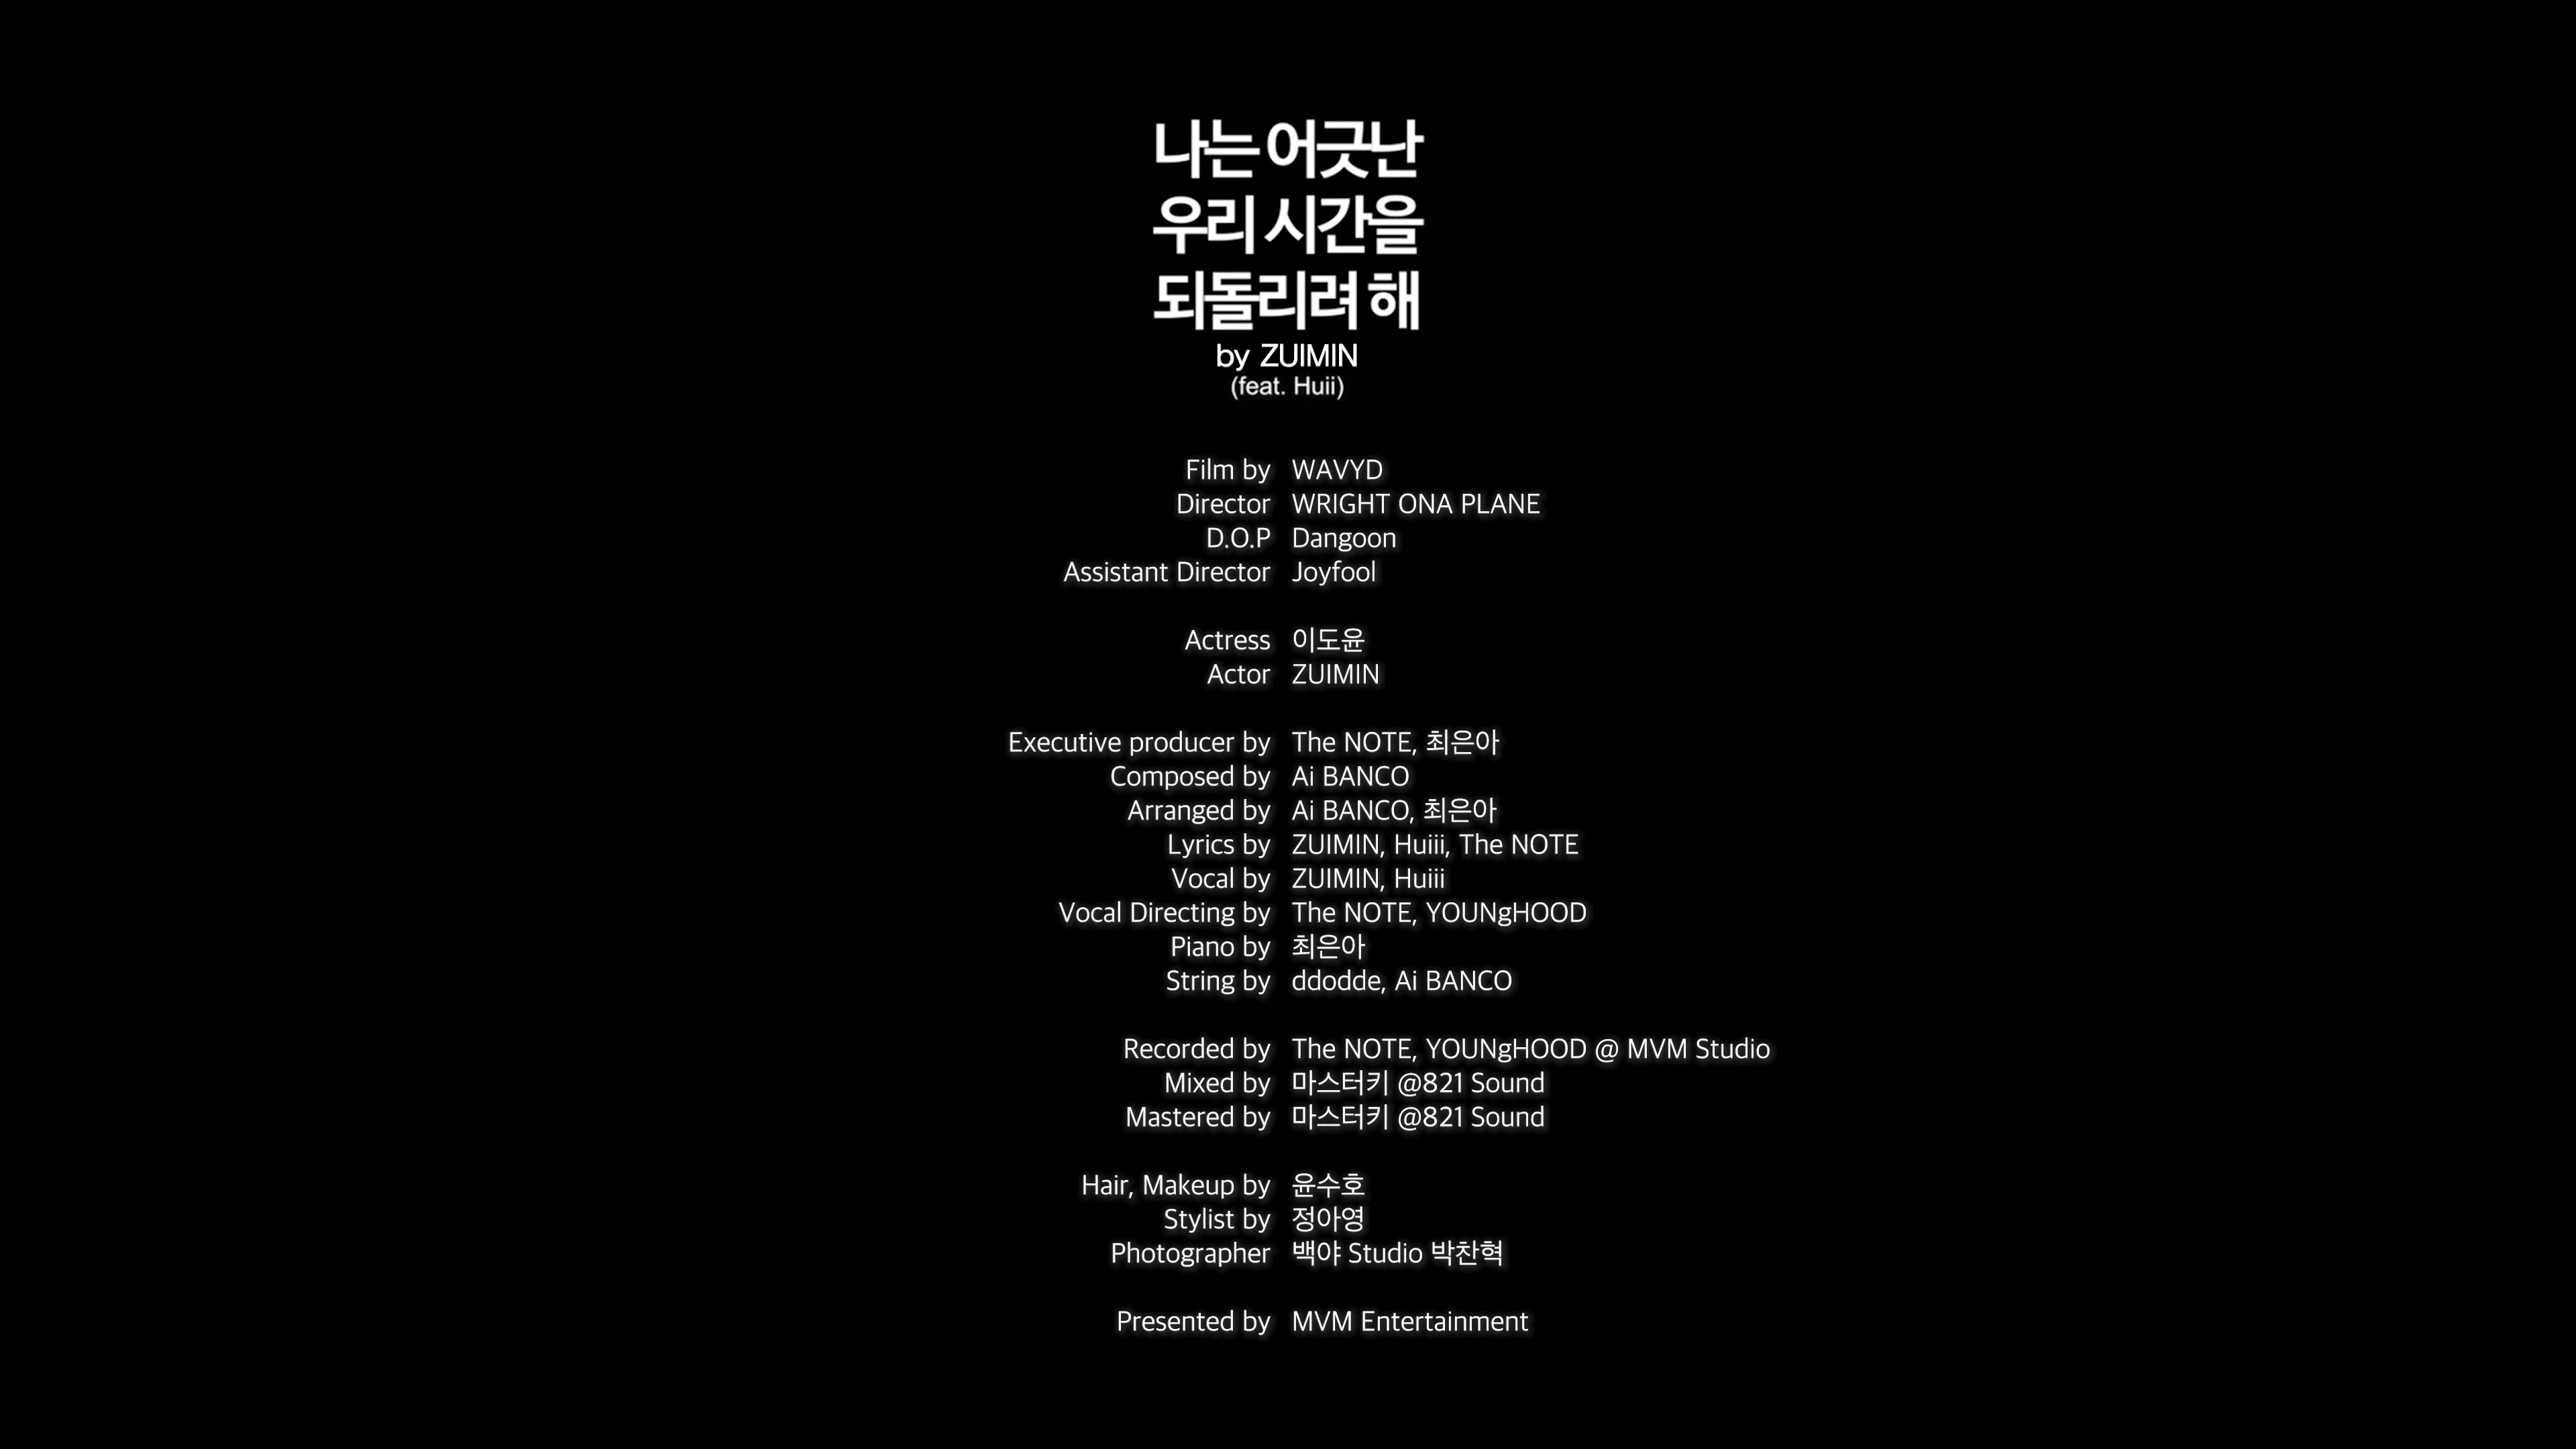 나는 어긋난
우리 시간을
되돌리려 해
by ZUIMIN
(feat. Huii)
Film by WAVYD
Director WRIGHT ONA PLANE
D.O.P Dangoon
Assistant Director Joyfool
Actress 이도윤
Actor ZUIMIN
Executive producer by The NOTE, 최은아
Composed by Ai BANCO
Arranged by Ai BANCO, 최은아
Lyrics by ZUIMIN, Huiii, The NOTE
Vocal by ZUIMIN, Huiii
Vocal Directing by The NOTE, YOUNgHOOD
Piano by 최은아
String by ddodde, Ai BANCO
Recorded by The NOTE, YOUNgHOOD @ MVM Studio
Mixed by 마스터키 @821 Sound
Mastered by 마스터키 @821 Sound
Hair, Makeup by 윤수호
Stylist by 정아영
Photographer 백야 Studio 박찬혁
Presented by MVM Entertainment